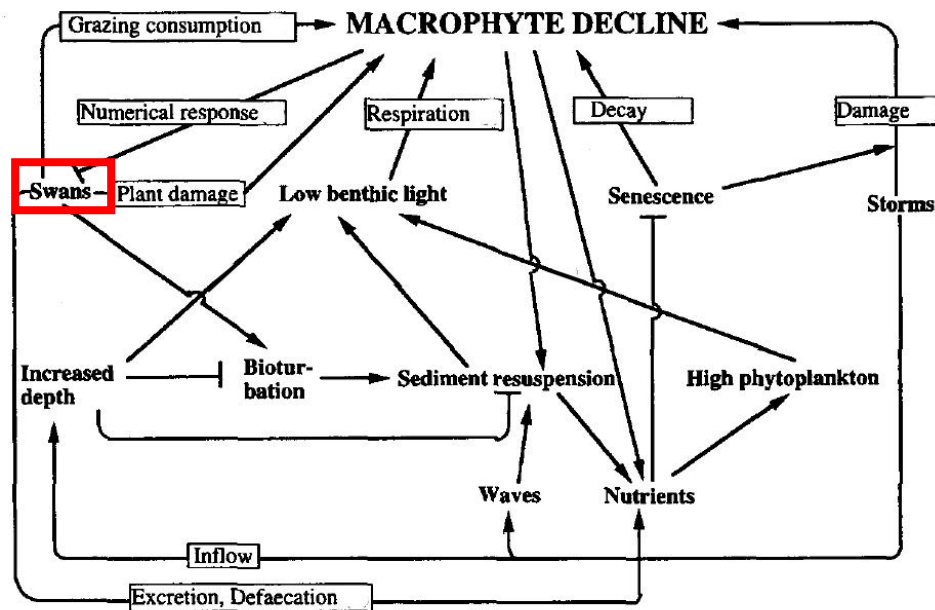 Grazing consumption
MACROPHYTE DECLINE
Numerical response
Respiration
Decay
Damage
Swans
Plant damage
Low benthic light
Senescence
Storms
Increased
depth
Biotur-
bation
Sediment resuspension
High phytoplankton
Waves
Nutrients
Inflow
Excretion, Defaecation